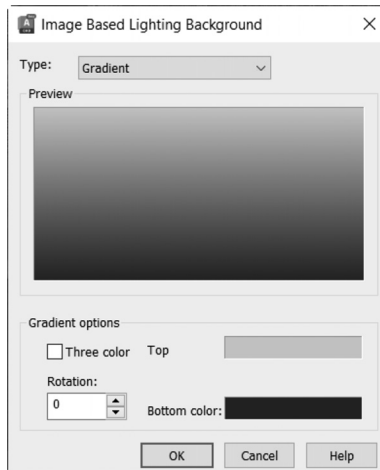 Image Based Lighting Background
Type: Gradient
Preview
Gradient options
Three color Top
Rotation:
0
Bottom color:
OK Cancel Help